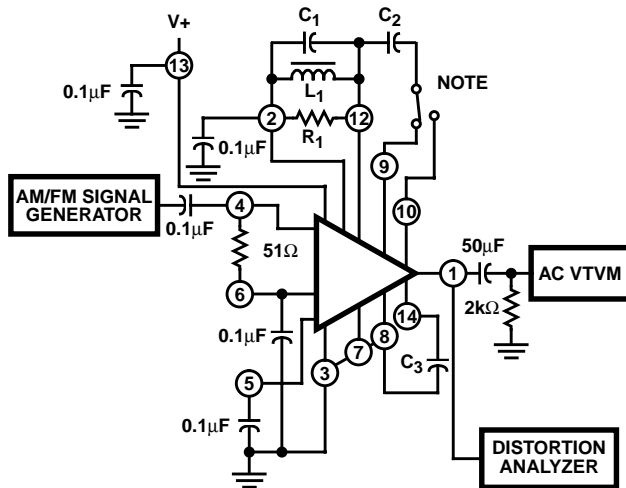 V+
C1
C2
13
0.1μF
L1
NOTE
2
12
R1
0.1μF
9
AM/FM SIGNAL
GENERATOR
4
10
0.1μF
51Ω
50μF
AC VTVM
1
6
2kΩ
14
0.1μF
8
7
3
C3
5
0.1μF
DISTORTION
ANALYZER